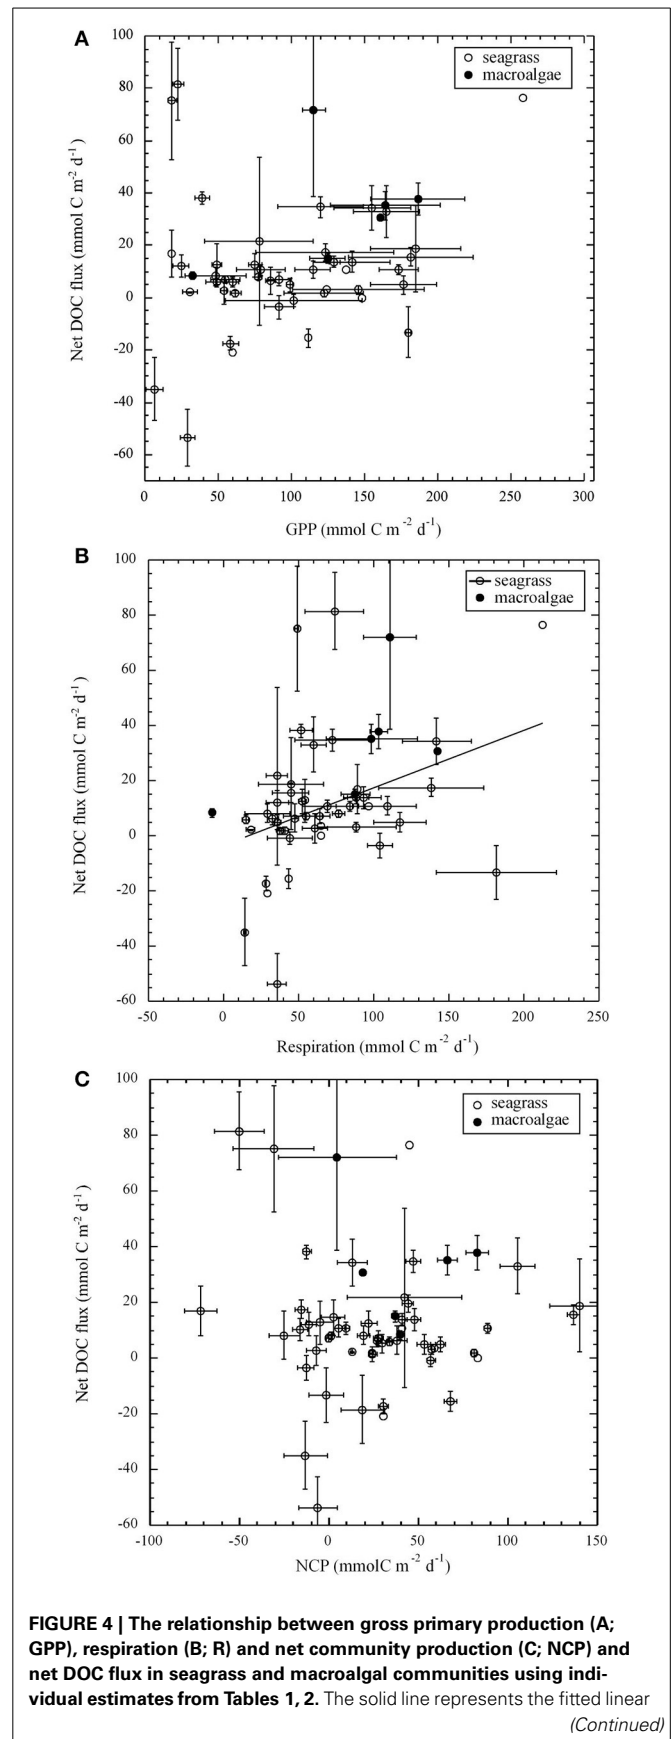 A
100
80
60
40
20
0
-20
-40
-60
Net DOC flux (mmol C m-2 d-1)
seagrass
macroalgae
0 50 100 150 200 250 300
GPP (mmol C m -2 d-1)
B
100
80
60
40
20
0
-20
-40
-60
Net DOC flux (mmol C m-2 d-1)
seagrass
macroalgae
-50 0 50 100 150 200 250
Respiration (mmol C m-2 d-1)
C
100
80
60
40
20
0
-20
-40
-60
Net DOC flux (mmol C m-2 d-1)
seagrass
macroalgae
-100 -50 0 50 100 150
NCP (mmolC m-2 d-1)
FIGURE 4 | The relationship between gross primary production (A;
GPP), respiration (B; R) and net community production (C; NCP) and
net DOC flux in seagrass and macroalgal communities using indi-
vidual estimates from Tables 1, 2. The solid line represents the fitted linear
(Continued)